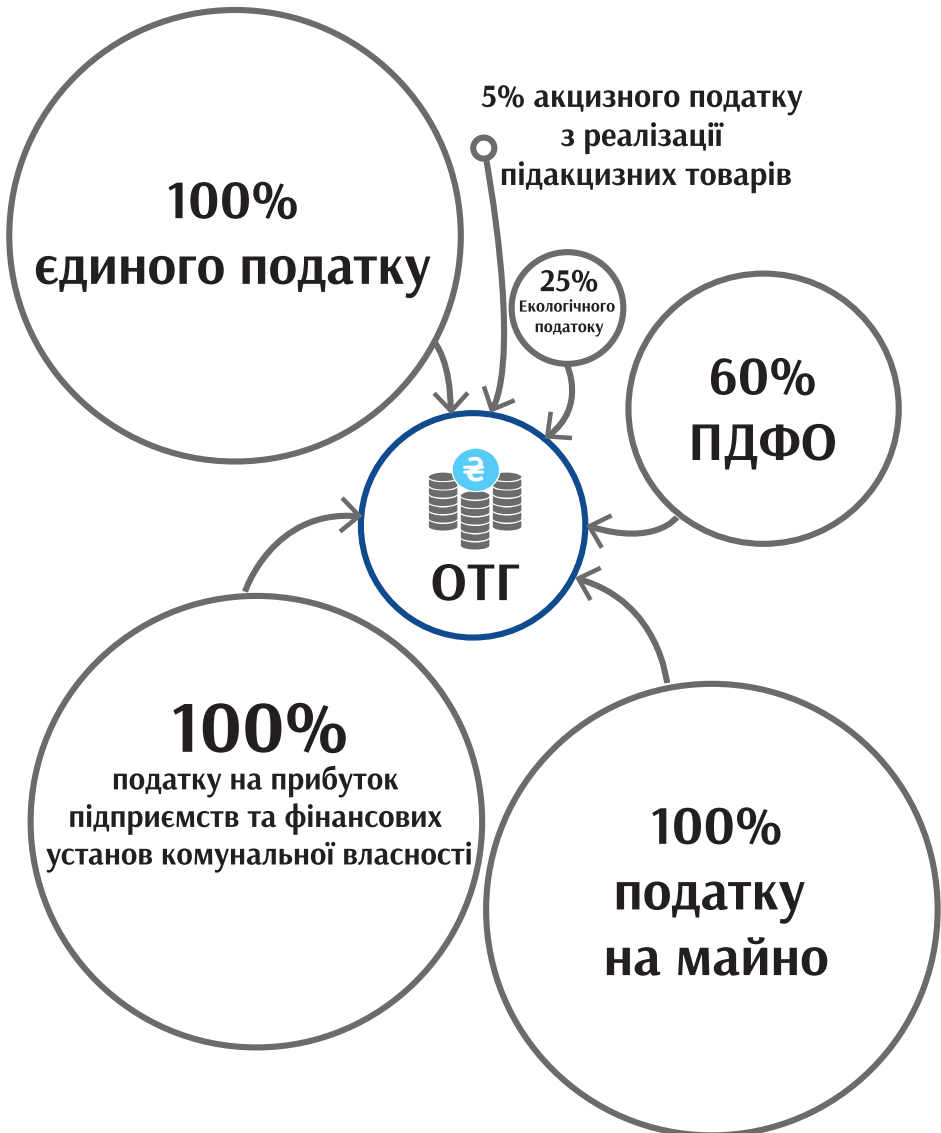 5% акцизного податку
з реалізації
підакцизних товарів
100%
єдиного податку
25%
Екологічного
податоку
60%
ПДФО
₴
ОТГ
100%
податку на прибуток
підприємств та фінансових
установ комунальної власності
100%
податку
на майно